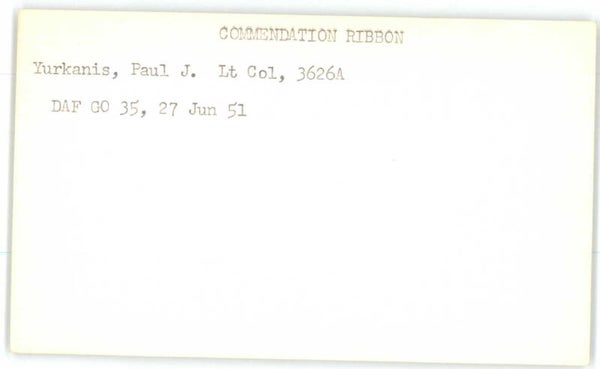 COMMENDATION RIBBON
Yurkanis, Paul J. Lt Col, 3626A
DAF GO 35, 27 Jun 51